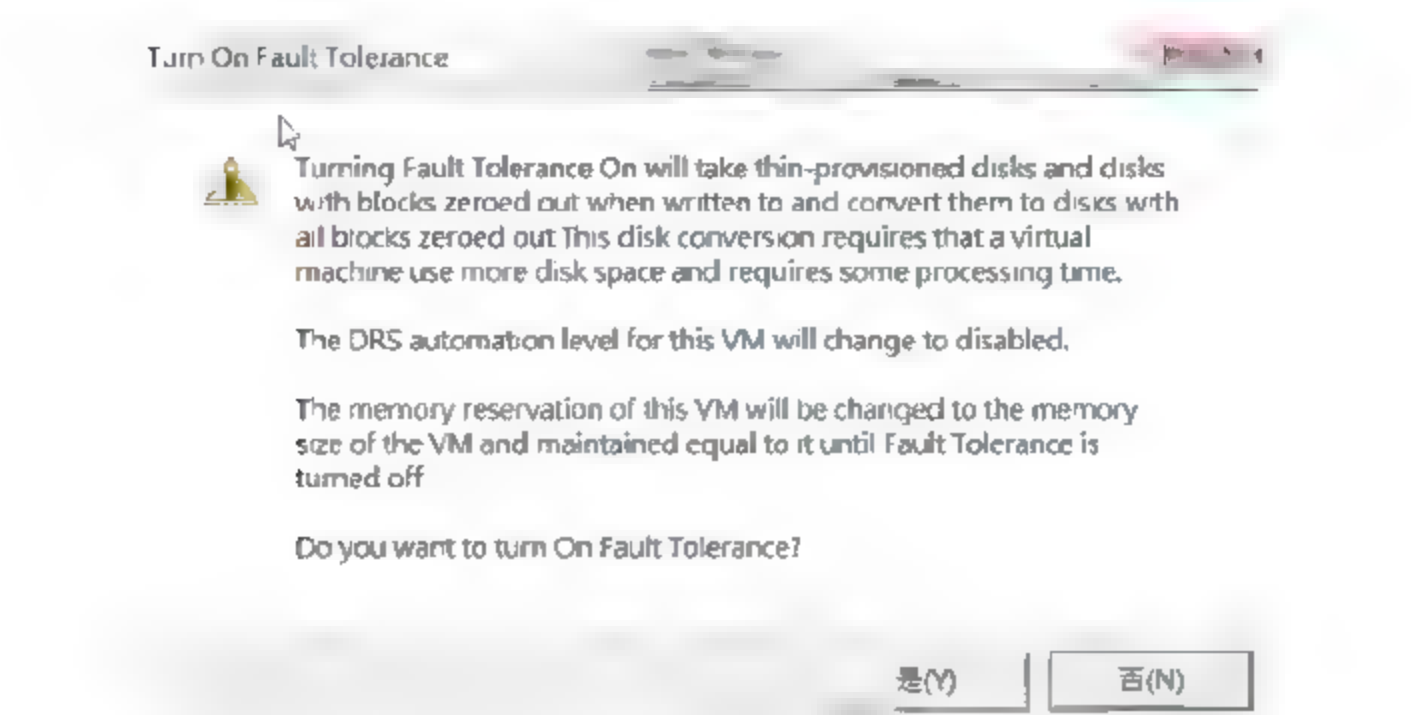 Turn On Fault Tolerance
Turning Fault Tolerance On will take thin-provisioned disks and disks
with blocks zeroed out when written to and convert them to disks with
all blocks zeroed out This disk conversion requires that a virtual
machine use more disk space and requires some processing time.
The DRS automation level for this VM will change to disabled.
The memory reservation of this VM will be changed to the memory
size of the VM and maintained equal to it until Fault Tolerance is
turned off
Do you want to turn On Fault Tolerance?
是(Y) 否(N)